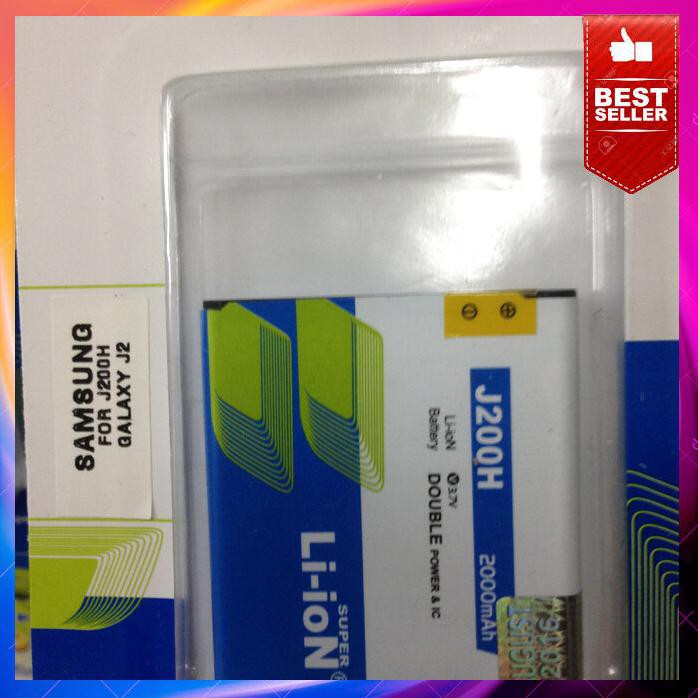 BEST
SELLER
SAMSUNG
FOR J200H
GALAXY J2
J200H
2000mAh
Li-ioN
Battery
3.7V
DOUBLE POWER & IC
SUPER
Li-ioN®
2016